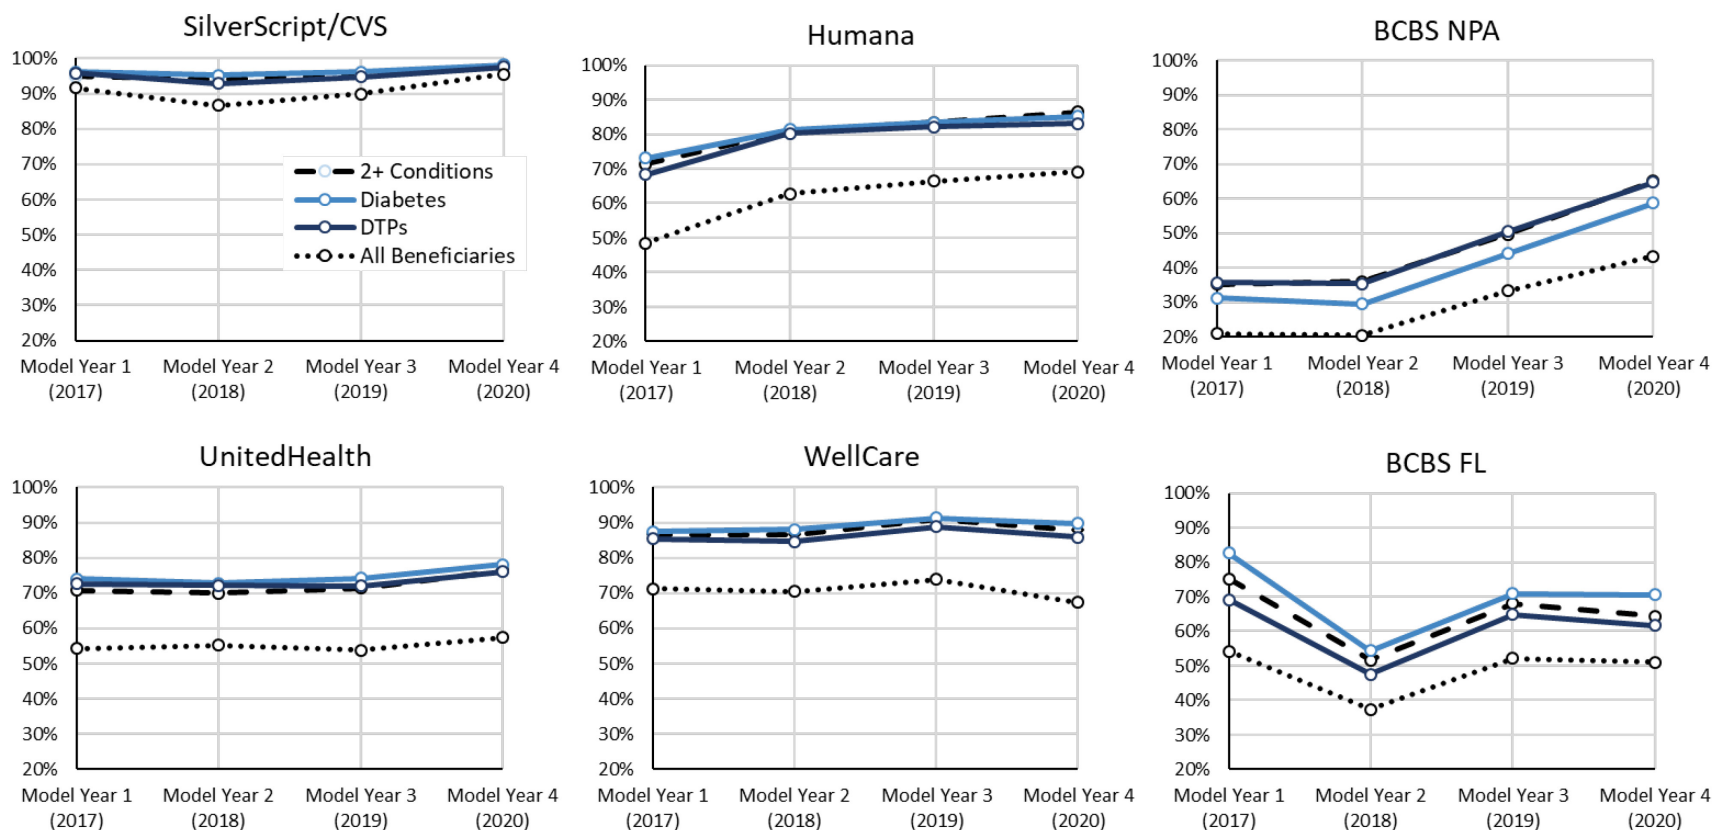 SilverScript/CVS
100%
90%
80%
70%
60%
50%
40%
30%
20%
2+ Conditions
Diabetes
DTPs
All Beneficiaries
Model Year 1 Model Year 2 Model Year 3 Model Year 4
(2017) (2018) (2019) (2020)
Humana
100%
90%
80%
70%
60%
50%
40%
30%
20%
Model Year 1 Model Year 2 Model Year 3 Model Year 4
(2017) (2018) (2019) (2020)
BCBS NPA
100%
90%
80%
70%
60%
50%
40%
30%
20%
Model Year 1 Model Year 2 Model Year 3 Model Year 4
(2017) (2018) (2019) (2020)
UnitedHealth
100%
90%
80%
70%
60%
50%
40%
30%
20%
Model Year 1 Model Year 2 Model Year 3 Model Year 4
(2017) (2018) (2019) (2020)
WellCare
100%
90%
80%
70%
60%
50%
40%
30%
20%
Model Year 1 Model Year 2 Model Year 3 Model Year 4
(2017) (2018) (2019) (2020)
BCBS FL
100%
90%
80%
70%
60%
50%
40%
30%
20%
Model Year 1 Model Year 2 Model Year 3 Model Year 4
(2017) (2018) (2019) (2020)